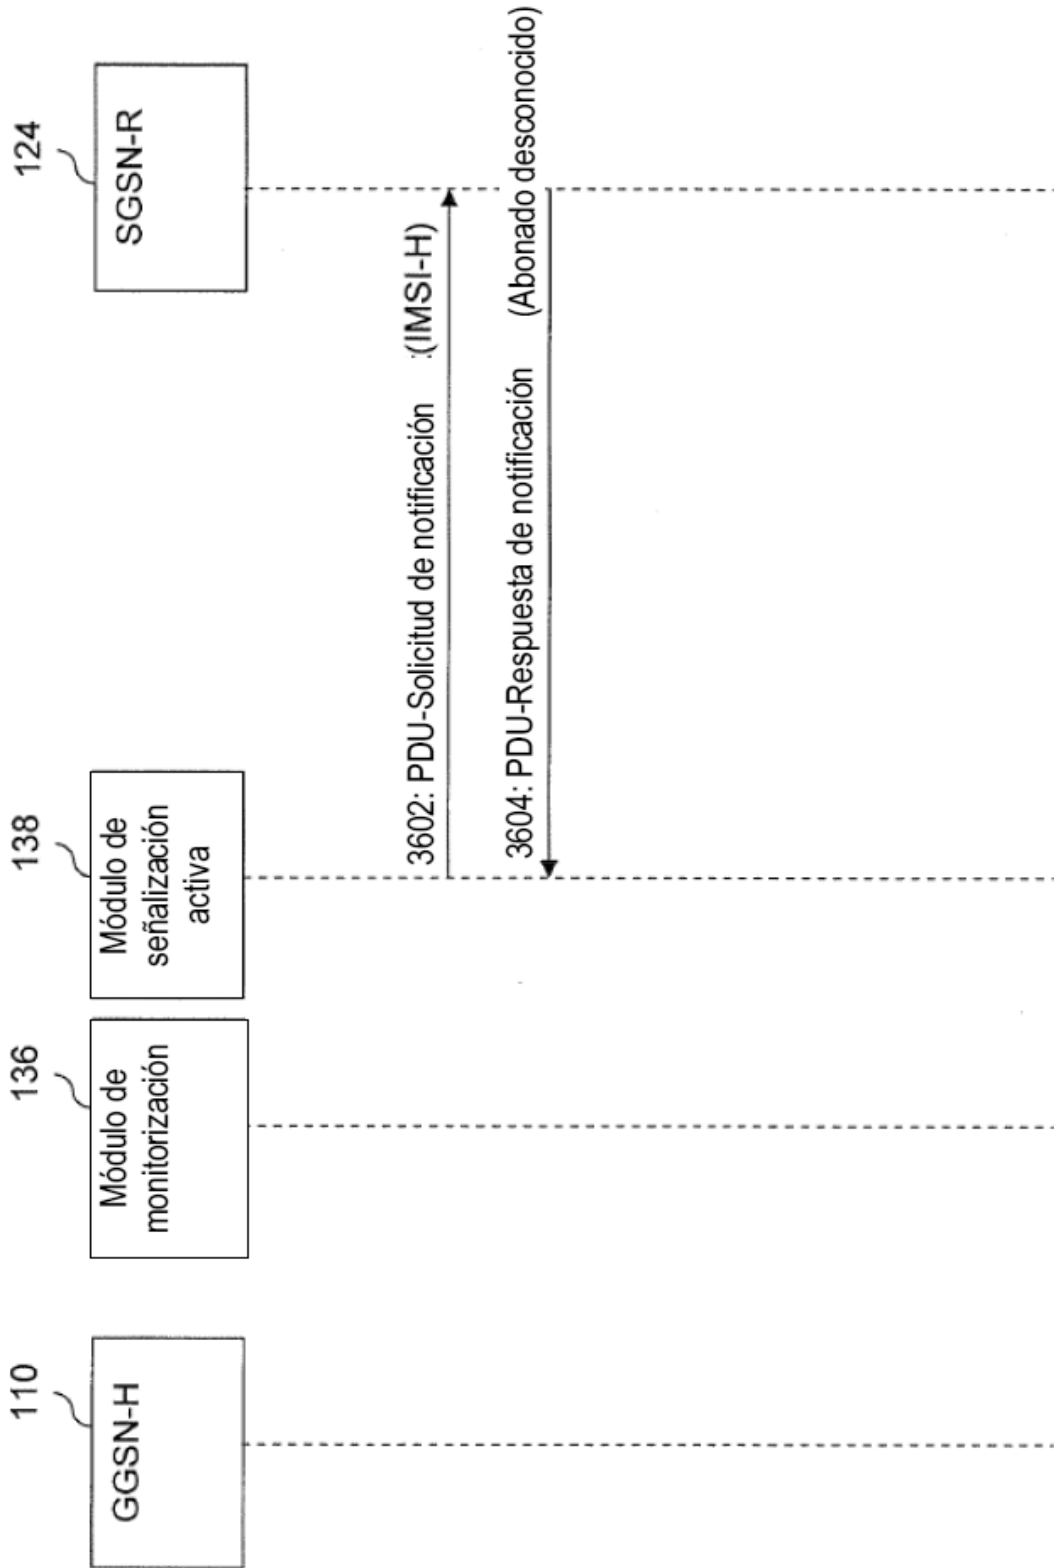 110
136
138
124
GGSN-H
Módulo de
monitorización
Módulo de
señalización
activa
SGSN-R
3602: PDU-Solicitud de notificación :(IMSI-H)
3604: PDU-Respuesta de notificación (Abonado desconocido)